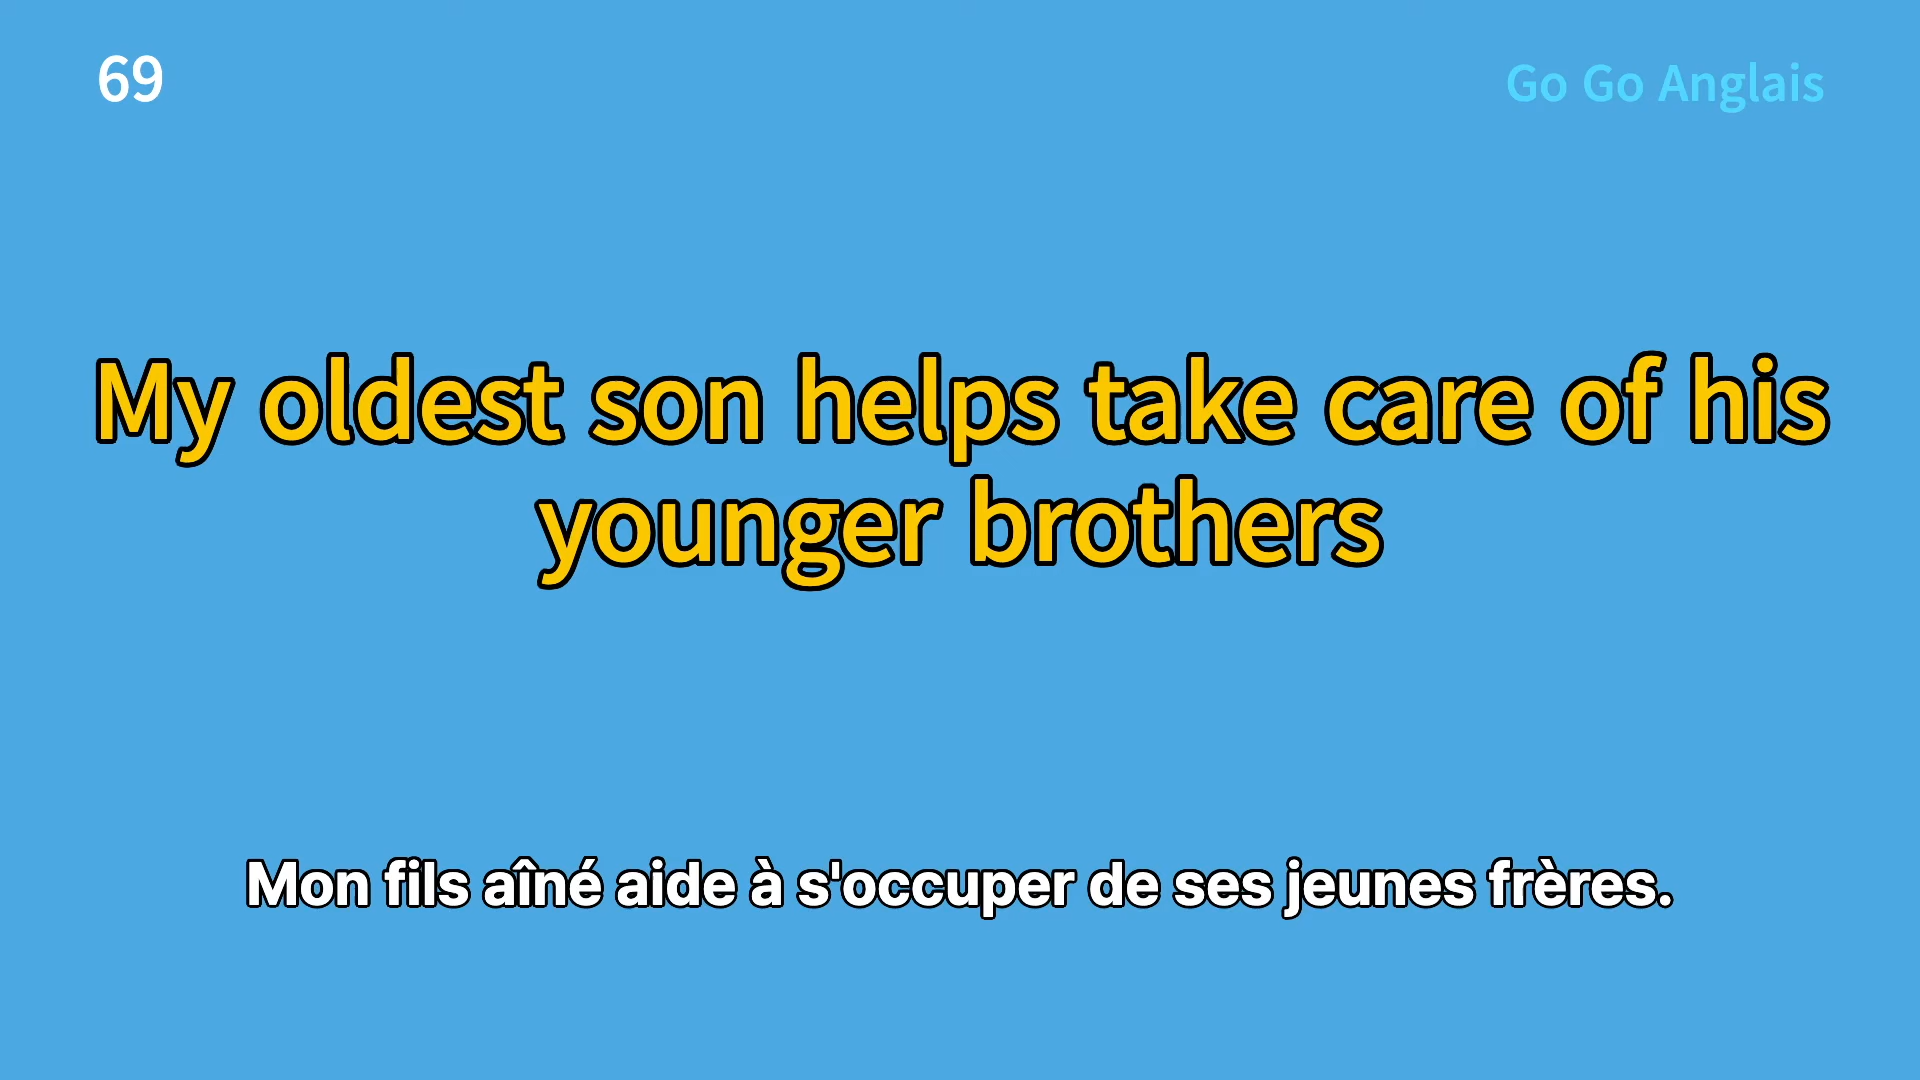 69
Go Go Anglais
My oldest son helps take care of his
younger brothers
Mon fils aîné aide à s'occuper de ses jeunes frères.